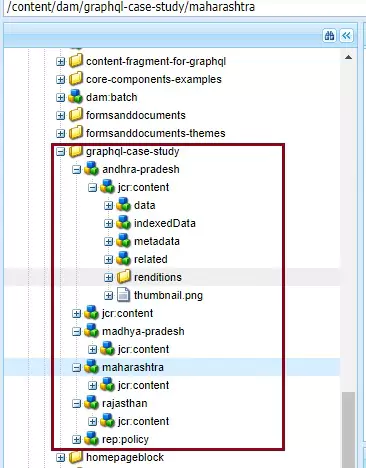 /content/dam/graphql-case-study/maharashtra
content-fragment-for-graphql
core-components-examples
dam:batch
formsanddocuments
formsanddocuments-themes
graphql-case-study
andhra-pradesh
jcr:content
data
indexedData
metadata
related
renditions
thumbnail.png
jcr:content
madhya-pradesh
jcr:content
maharashtra
jcr:content
rajasthan
jcr:content
rep:policy
homepageblock